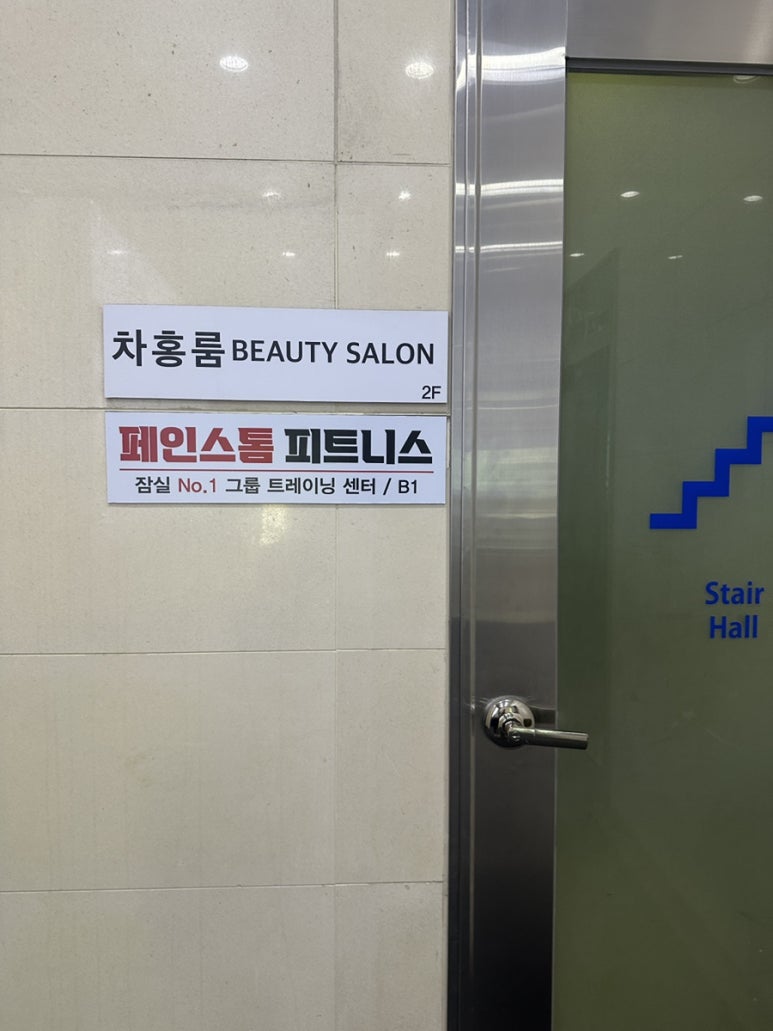 차홍룸 BEAUTY SALON
2F
페인스톰 피트니스
잠실 No.1 그룹 트레이닝 센터 / B1
Stair
Hall